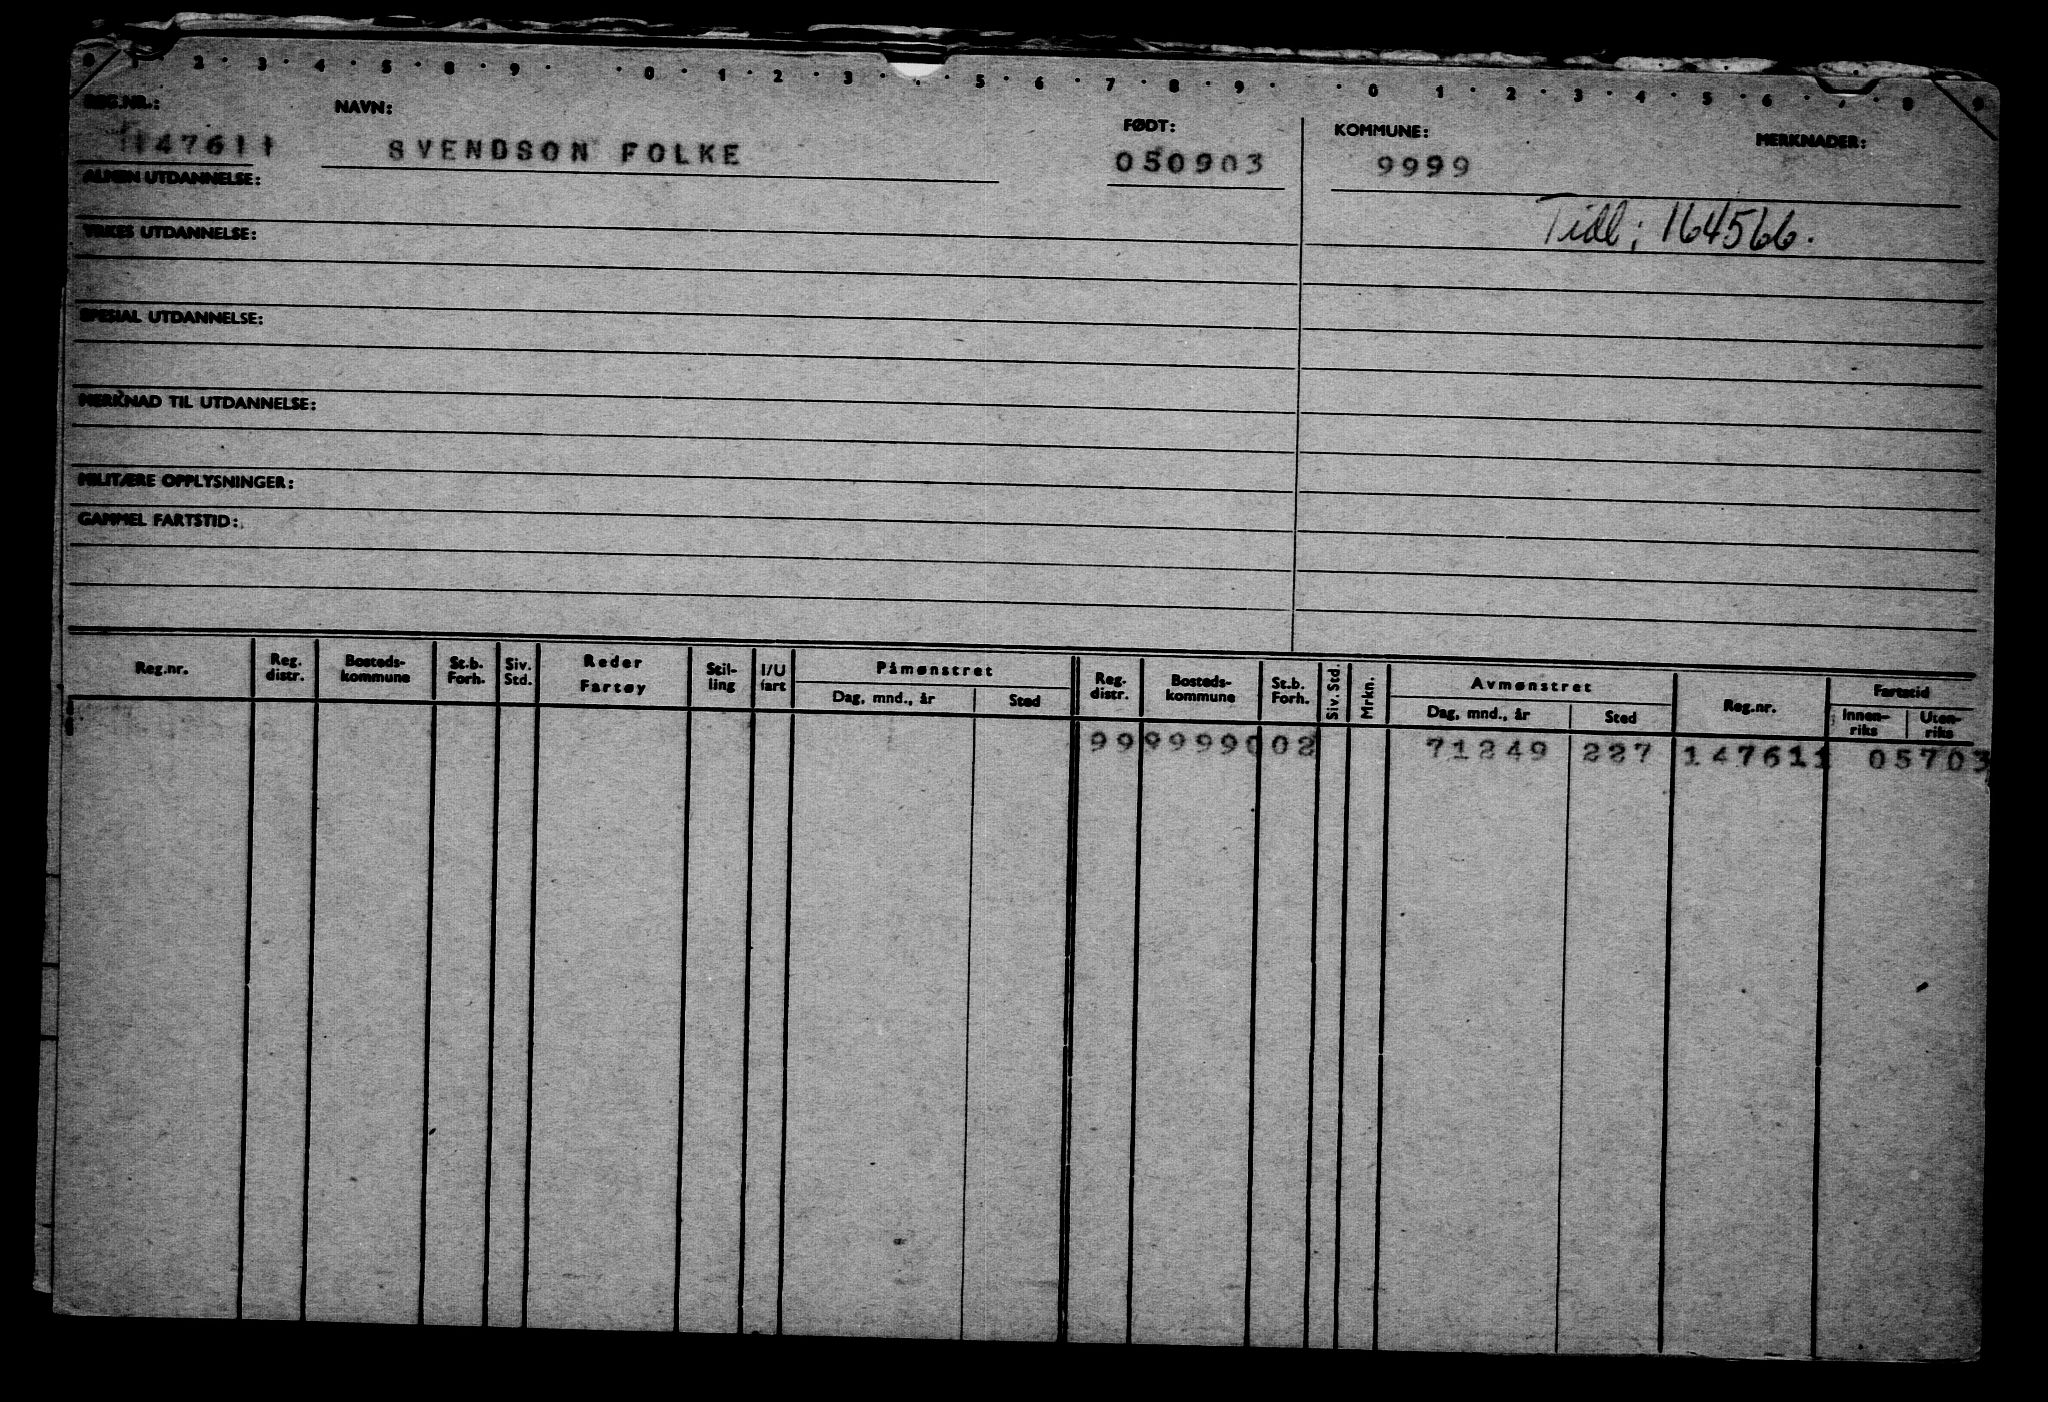 0 1 2 3 4 5 8 9 0 1 2 3 5 6 7 8 9 0 1 2 3 4 5 6 7 8 9
REG.NR.: NAVN: FØDT: KOMMUNE: MERKNADER:
147611 SVENDSON FOLKE 050903 9999
ALMEN UTDANNELSE:
Tidl; 164566.
YRKES UTDANNELSE:
SPESIAL UTDANNELSE:
MERKNAD TIL UTDANNELSE:
MILITÆRE OPPLYSNINGER:
GAMMEL FARTSTID:
Reg.nr. Reg. distr. Bosteds-kommune St.b. Forh. Siv. Std. Reder Fartøy Stil-ling I/U fart Påmønstret Dag, mnd., år Sted Reg. distr. Bosteds-kommune St.b. Forh. Siv. Std. Mrkn. Avmønstret Dag, mnd., år Sted Reg.nr. Fartstid Innen-riks Uten-riks
99 9999 002 71249 227 147611 05703